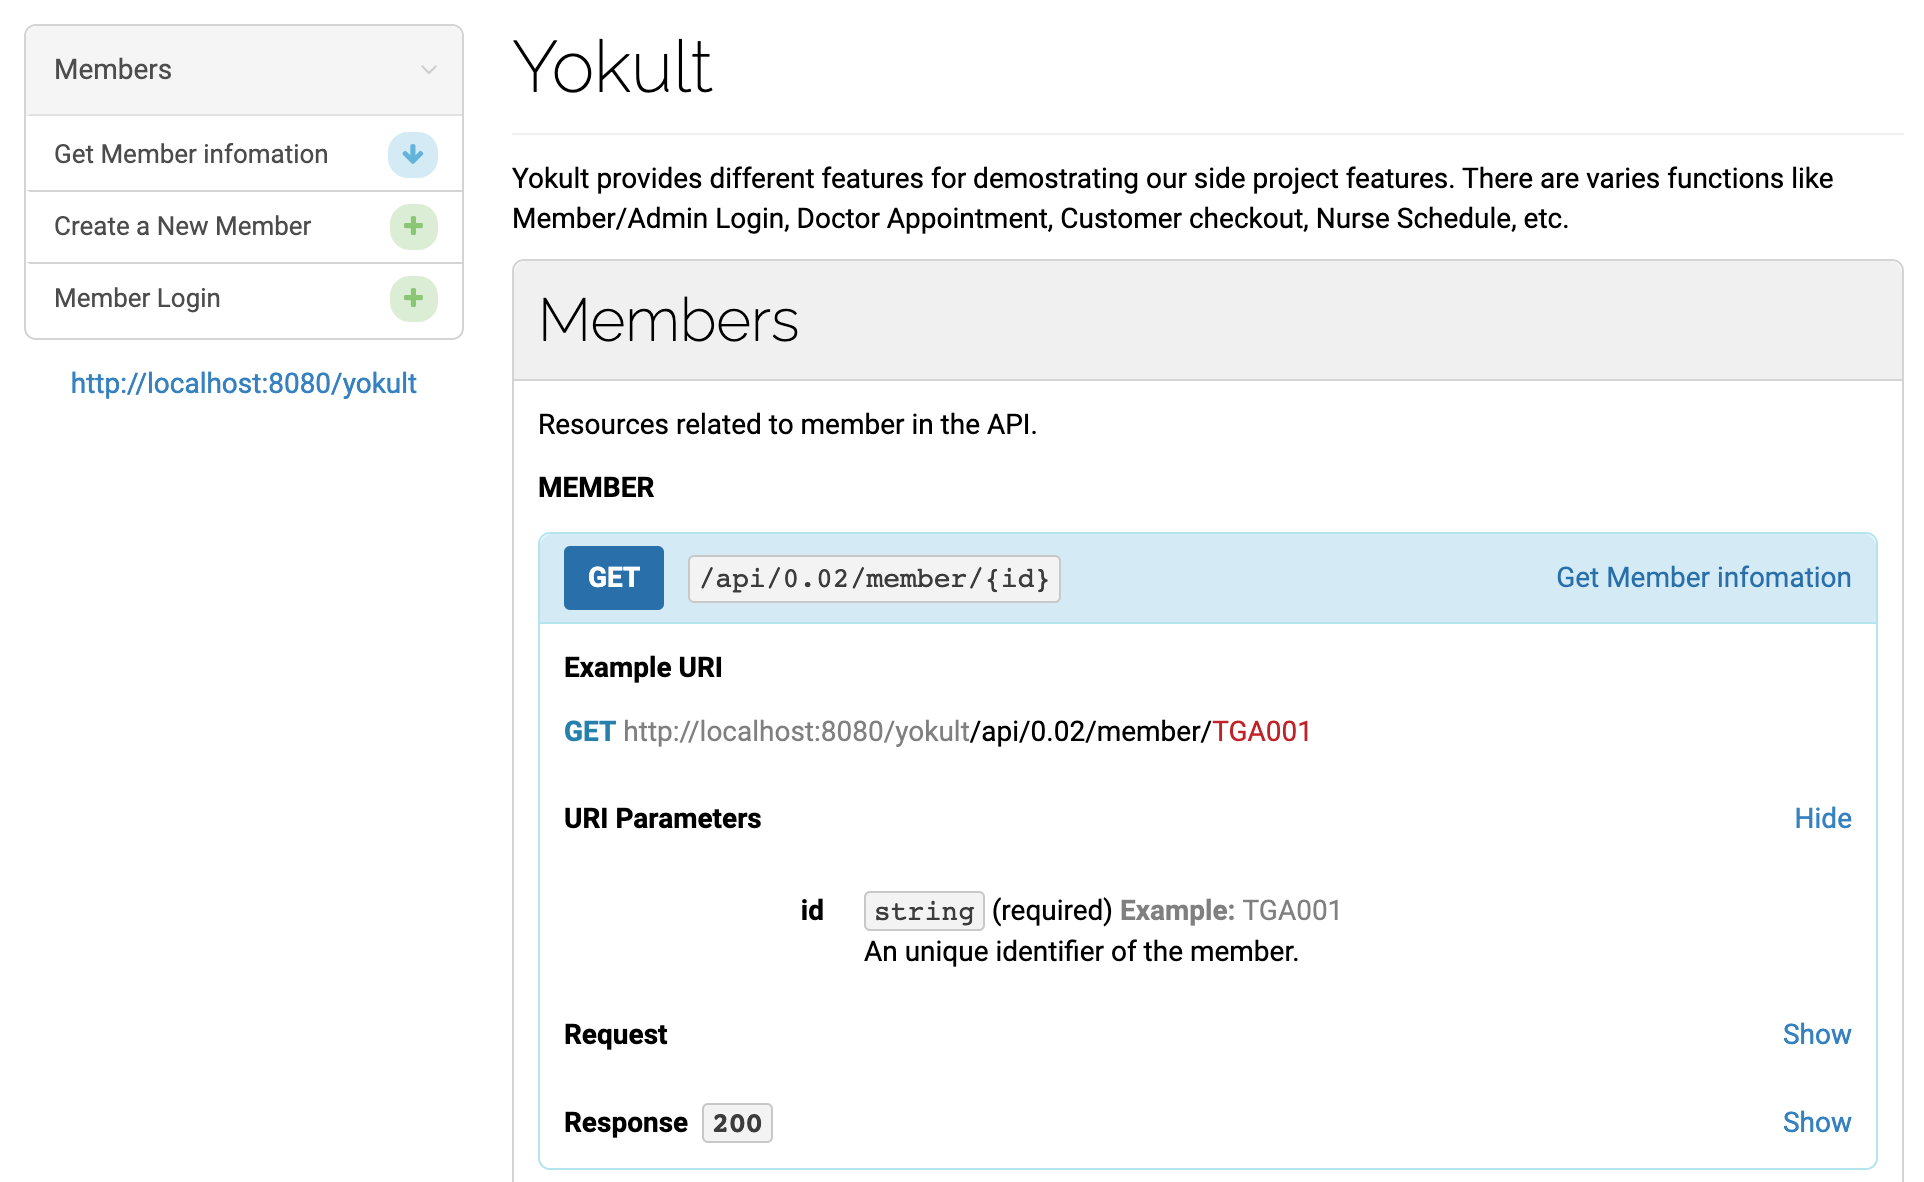 Members
Get Member infomation
Create a New Member
Member Login
http://localhost:8080/yokult
Yokult
Yokult provides different features for demostrating our side project features. There are varies functions like
Member/Admin Login, Doctor Appointment, Customer checkout, Nurse Schedule, etc.
Members
Resources related to member in the API.
MEMBER
GET /api/0.02/member/{id} Get Member infomation
Example URI
GET http://localhost:8080/yokult/api/0.02/member/TGA001
URI Parameters Hide
id string (required) Example: TGA001
An unique identifier of the member.
Request Show
Response 200 Show